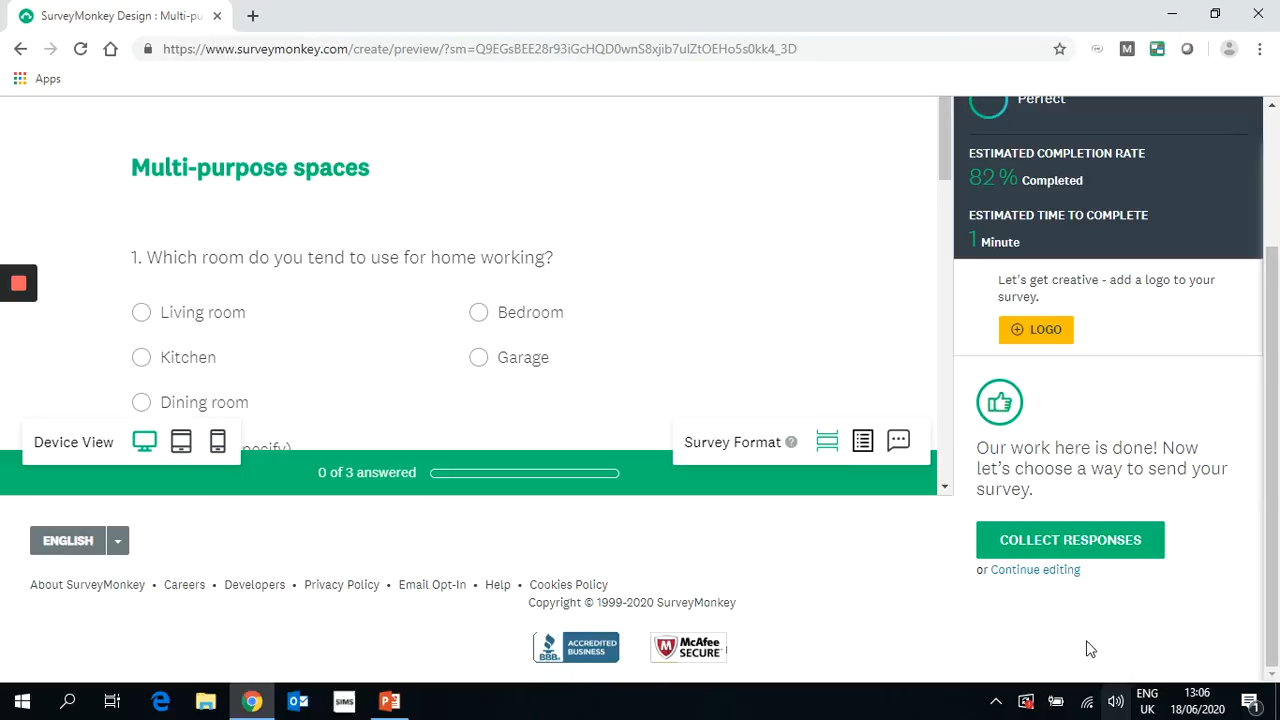 SurveyMonkey Design : Multi-pu
https://www.surveymonkey.com/create/preview/?sm=Q9EGsBEE28r93iGcHQD0wnS8xjib7ulZtOEHo5s0kk4_3D
M
Apps
Perfect
ESTIMATED COMPLETION RATE
82% Completed
ESTIMATED TIME TO COMPLETE
1 Minute
Let's get creative - add a logo to your
survey.
LOGO
Our work here is done! Now
let's choose a way to send your
survey.
COLLECT RESPONSES
or Continue editing
Multi-purpose spaces
1. Which room do you tend to use for home working?
Living room
Bedroom
Kitchen
Garage
Dining room
Device View
Survey Format ?
0 of 3 answered
ENGLISH
About SurveyMonkey • Careers • Developers • Privacy Policy • Email Opt-In • Help • Cookies Policy
Copyright © 1999-2020 SurveyMonkey
BBB.
ACCREDITED
BUSINESS
McAfee
SECURE
SIMS
ENG
UK
13:06
18/06/2020
1